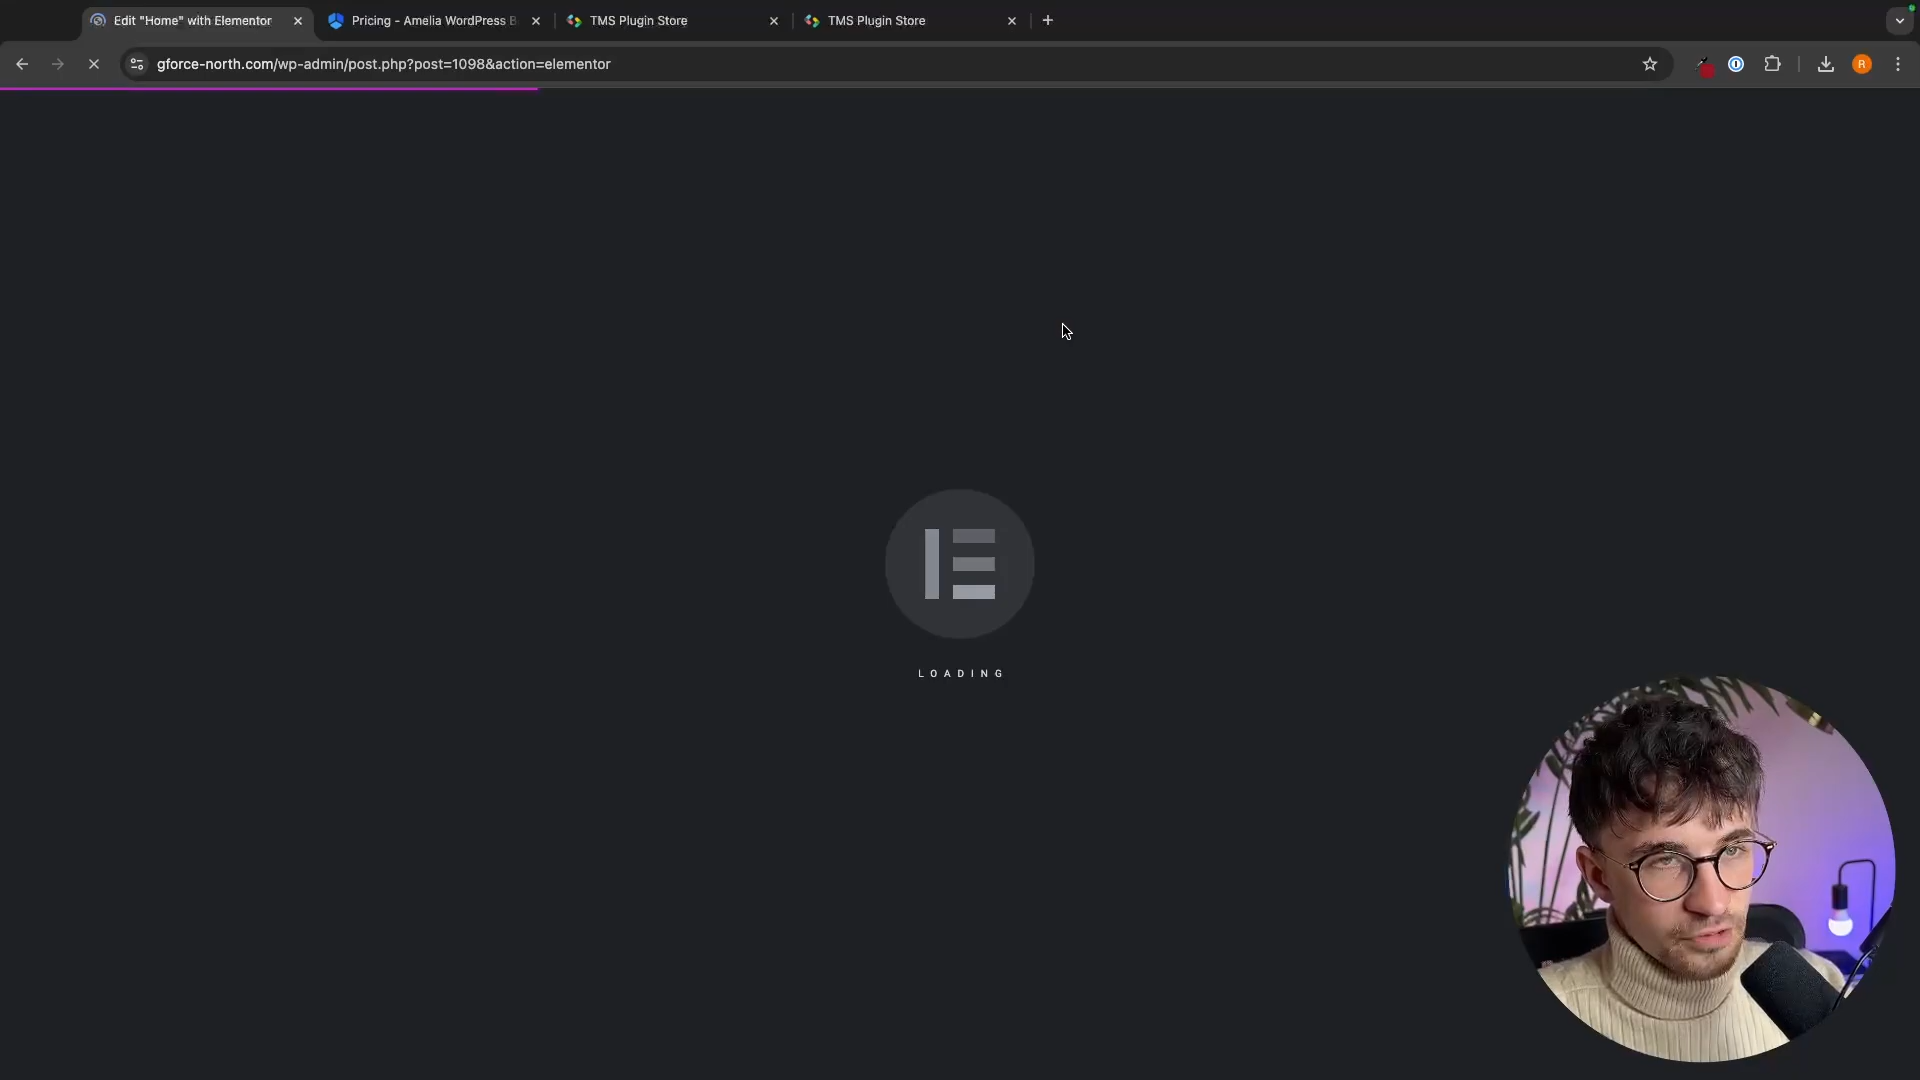 Edit "Home" with Elementor
Pricing - Amelia WordPress B
TMS Plugin Store
TMS Plugin Store
gforce-north.com/wp-admin/post.php?post=1098&action=elementor
R
LOADING